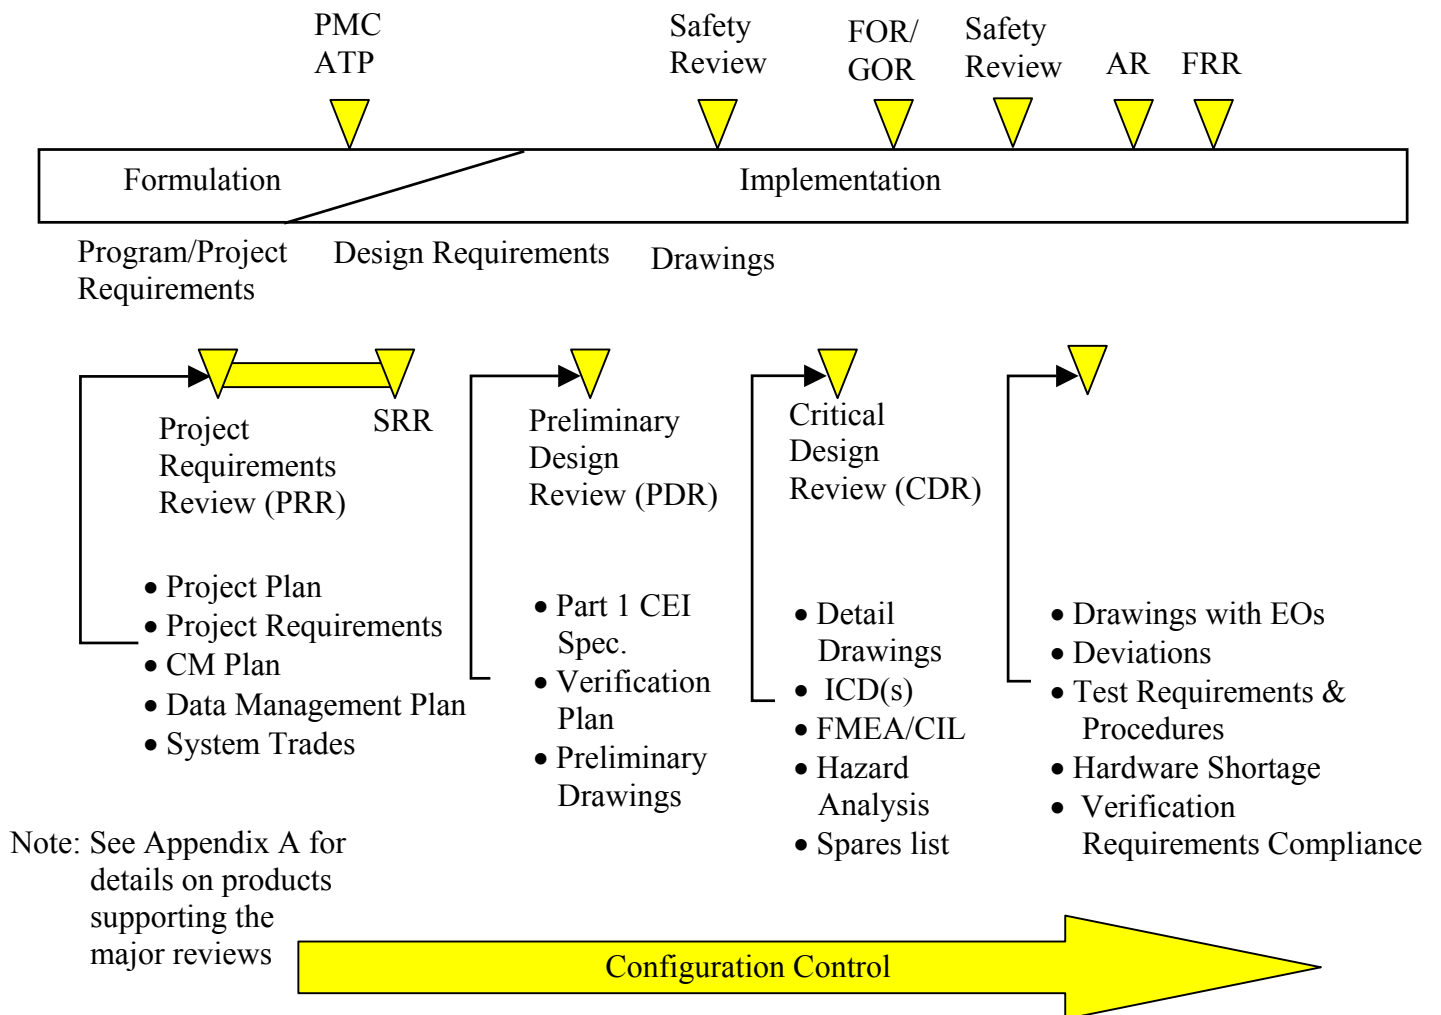 PMC
ATP
Safety
Review
FOR/
GOR
Safety
Review
AR
FRR
Formulation
Implementation
Program/Project
Requirements
Design Requirements
Drawings
Project
Requirements
Review (PRR)
SRR
Preliminary
Design
Review (PDR)
Critical
Design
Review (CDR)
• Project Plan
• Project Requirements
• CM Plan
• Data Management Plan
• System Trades
• Part 1 CEI
Spec.
• Verification
Plan
• Preliminary
Drawings
• Detail
Drawings
• ICD(s)
• FMEA/CIL
• Hazard
Analysis
• Spares list
• Drawings with EOs
• Deviations
• Test Requirements &
Procedures
• Hardware Shortage
• Verification
Requirements Compliance
Note: See Appendix A for
details on products
supporting the
major reviews
Configuration Control